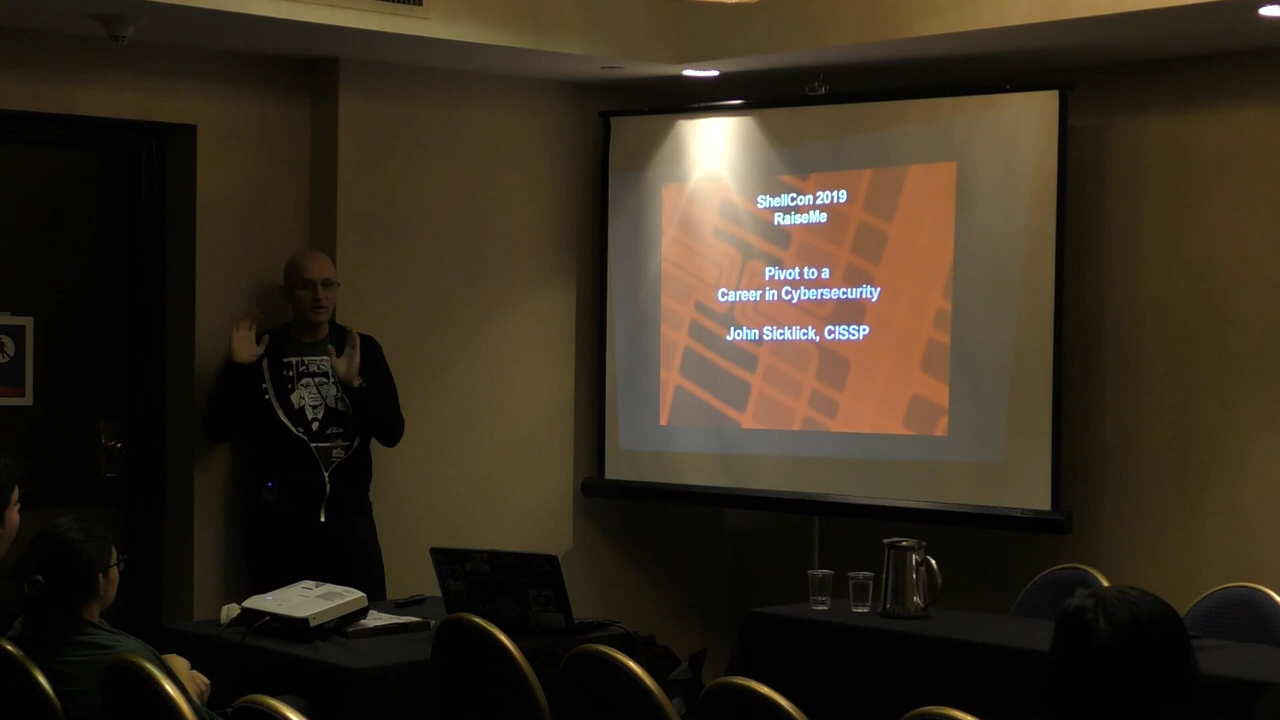 ShellCon 2019
RaiseMe
Pivot to a
Career in Cybersecurity
John Sicklick, CISSP